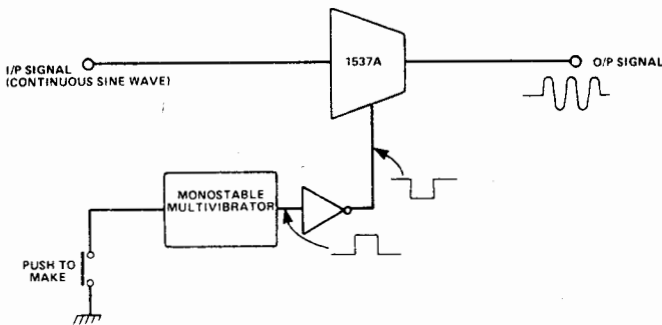 I/P SIGNAL
(CONTINUOUS SINE WAVE)
1537A
O/P SIGNAL
MONOSTABLE
MULTIVIBRATOR
PUSH TO
MAKE